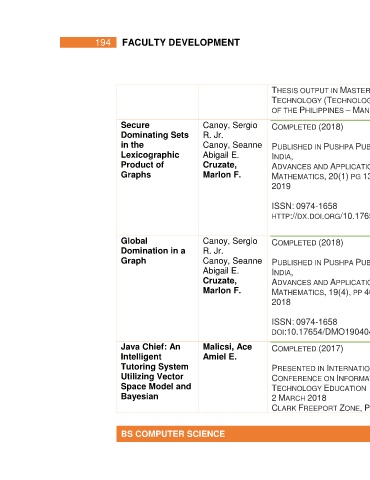 194 FACULTY DEVELOPMENT
THESIS OUTPUT IN MASTER
TECHNOLOGY (TECHNOLOG
OF THE PHILIPPINES – MAN
Secure
Dominating Sets
in the
Lexicographic
Product of
Graphs
Canoy, Sergio
R. Jr.
Canoy, Seanne
Abigail E.
Cruzate,
Marlon F.
COMPLETED (2018)
PUBLISHED IN PUSHPA PUB
INDIA,
ADVANCES AND APPLICATIO
MATHEMATICS, 20(1) PG 13
2019
ISSN: 0974-1658
HTTP://DX.DOI.ORG/10.1765
Global
Domination in a
Graph
Canoy, Sergio
R. Jr.
Canoy, Seanne
Abigail E.
Cruzate,
Marlon F.
COMPLETED (2018)
PUBLISHED IN PUSHPA PUB
INDIA,
ADVANCES AND APPLICATIO
MATHEMATICS, 19(4), PP 40
2018
ISSN: 0974-1658
DOI:10.17654/DMO190404
Java Chief: An
Intelligent
Tutoring System
Utilizing Vector
Space Model and
Bayesian
Malicsi, Ace
Amiel E.
COMPLETED (2017)
PRESENTED IN INTERNATIO
CONFERENCE ON INFORMAT
TECHNOLOGY EDUCATION
2 MARCH 2018
CLARK FREEPORT ZONE, P
BS COMPUTER SCIENCE